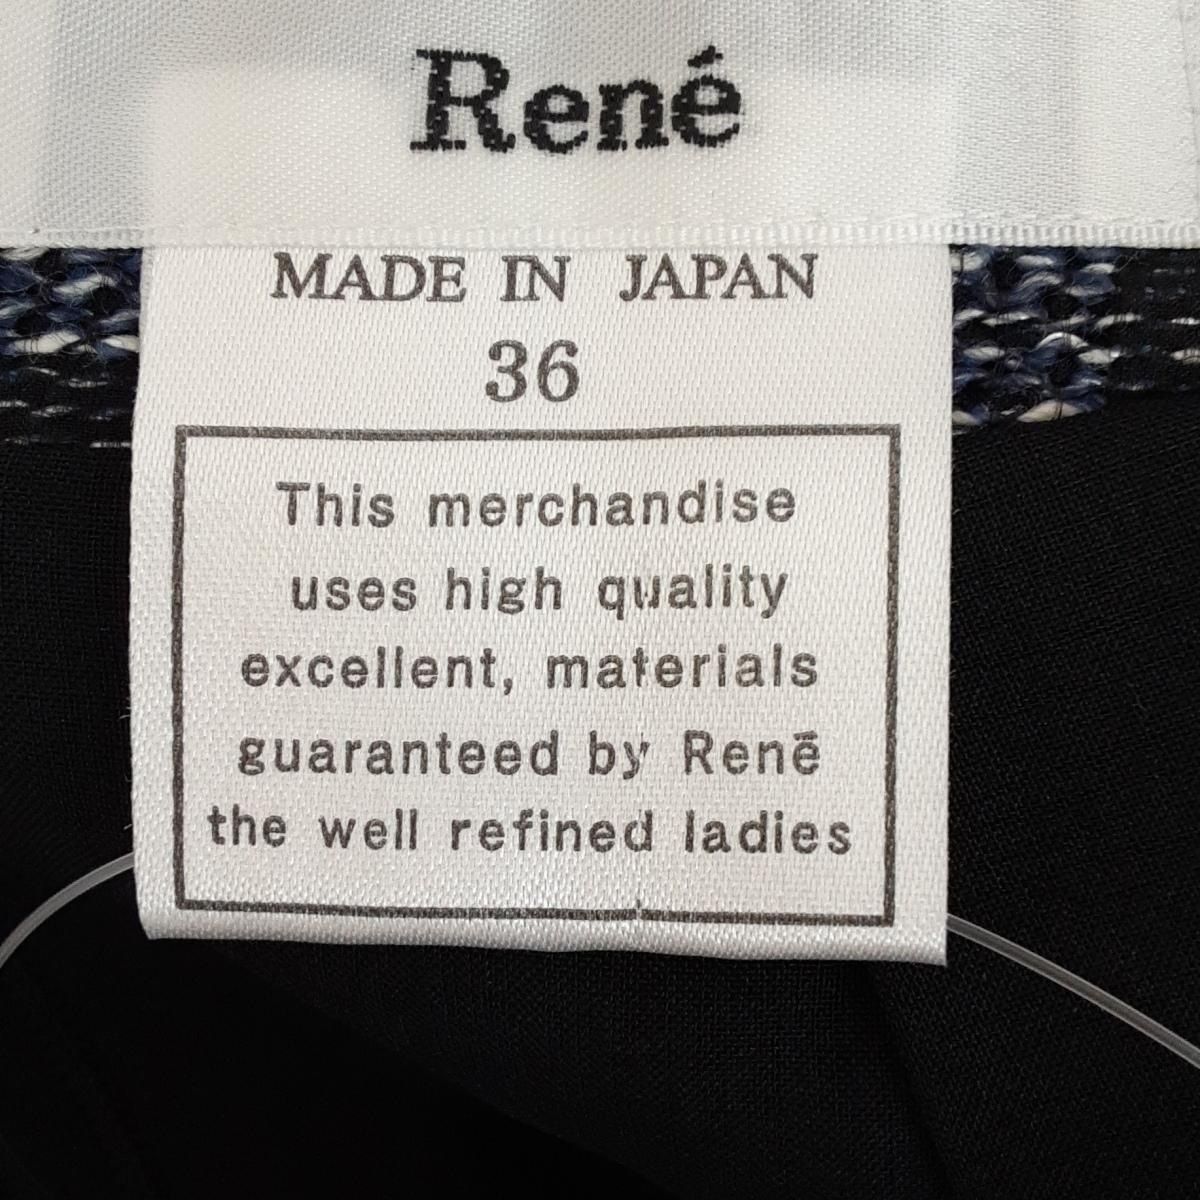 René
MADE IN JAPAN
36
This merchandise
uses high quality
excellent, materials
guaranteed by René
the well refined ladies